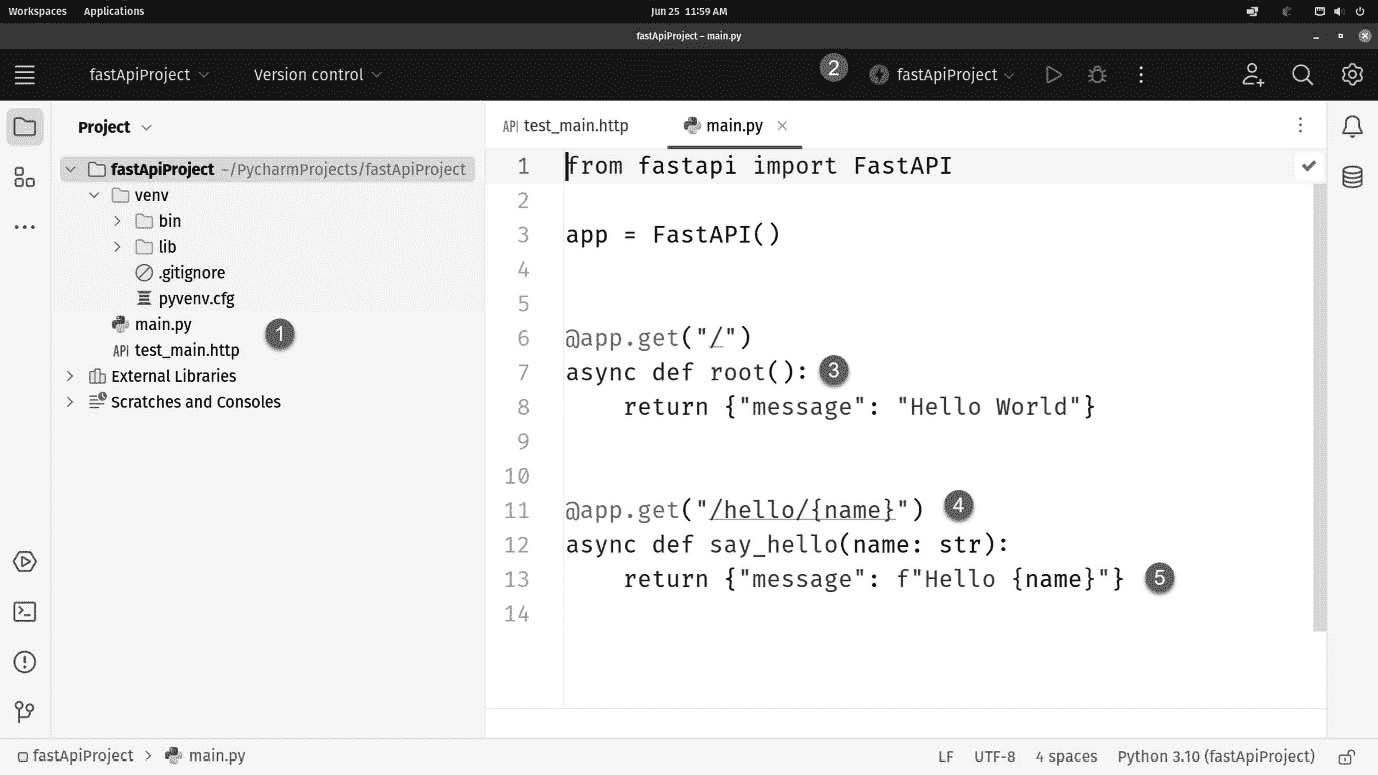 Workspaces Applications Jun 25 11:59 AM
fastApiProject – main.py
fastApiProject Version control 2 fastApiProject
Project
fastApiProject ~/PycharmProjects/fastApiProject
venv
bin
lib
.gitignore
pyvenv.cfg
main.py
1
API test_main.http
External Libraries
Scratches and Consoles
API test_main.http main.py
1 from fastapi import FastAPI
2
3 app = FastAPI()
4
5
6 @app.get("/")
7 async def root(): 3
8     return {"message": "Hello World"}
9
10
11 @app.get("/hello/{name}") 4
12 async def say_hello(name: str):
13     return {"message": f"Hello {name}"} 5
14
fastApiProject > main.py LF UTF-8 4 spaces Python 3.10 (fastApiProject)